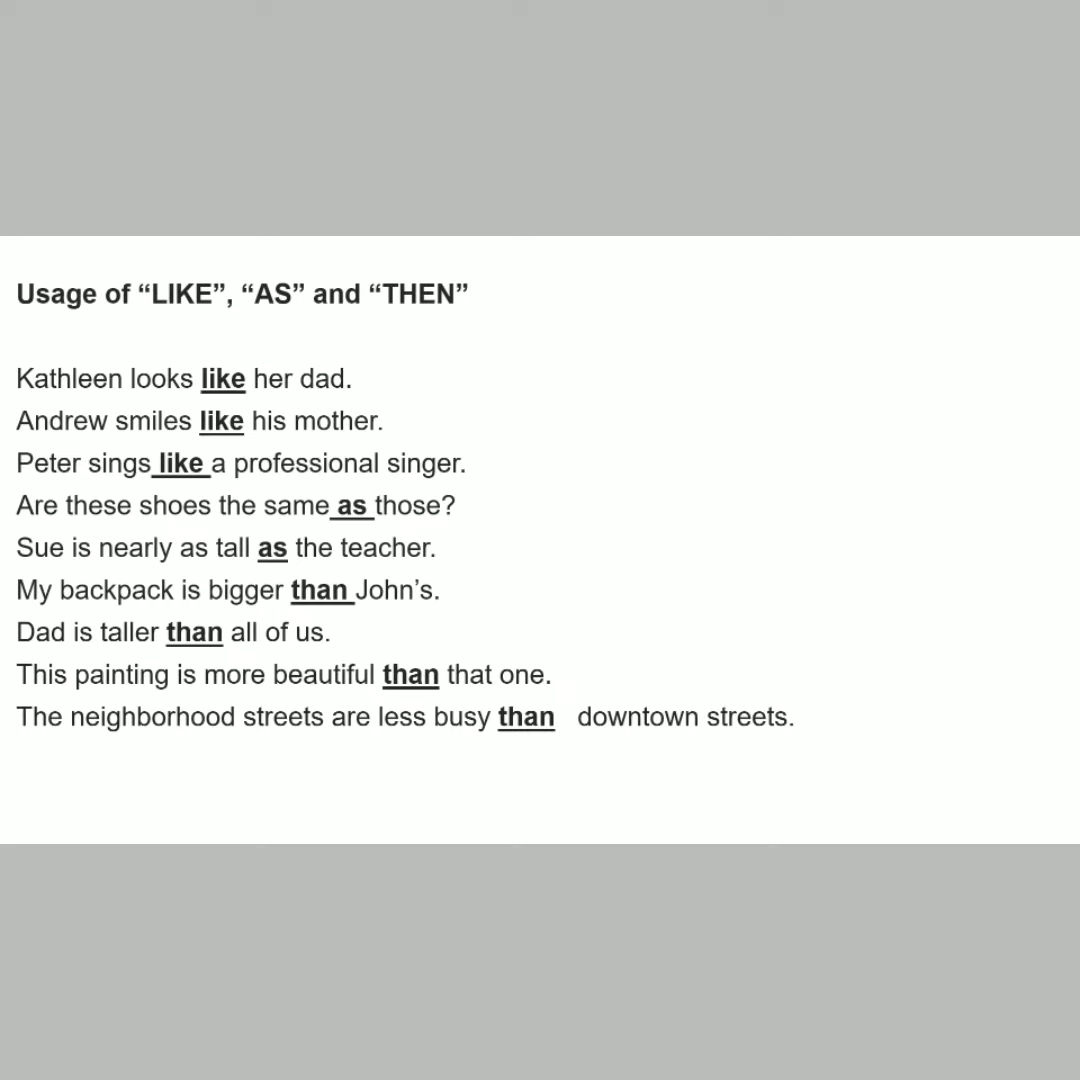 Usage of “LIKE”, “AS” and “THEN”
Kathleen looks like her dad.
Andrew smiles like his mother.
Peter sings like a professional singer.
Are these shoes the same as those?
Sue is nearly as tall as the teacher.
My backpack is bigger than John’s.
Dad is taller than all of us.
This painting is more beautiful than that one.
The neighborhood streets are less busy than downtown streets.